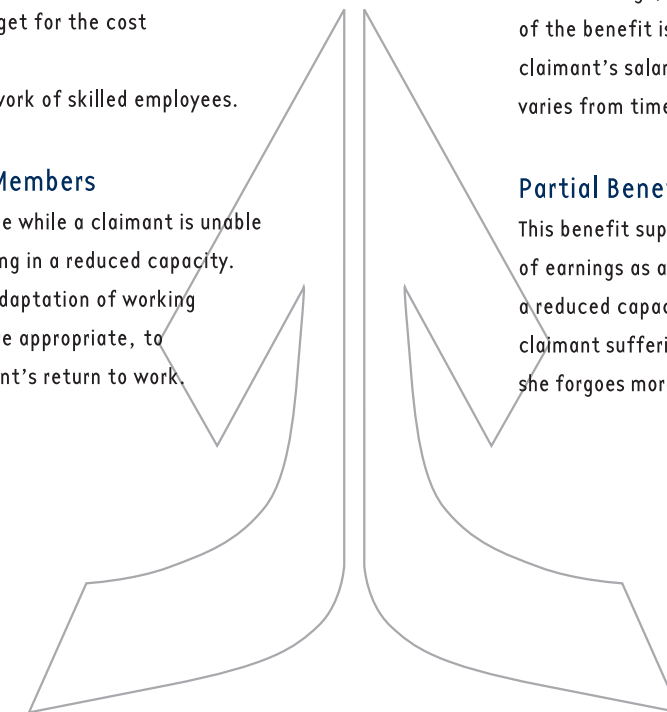 get for the cost
work of skilled employees.
Members
e while a claimant is unable
ng in a reduced capacity.
daptation of working
e appropriate, to
nt's return to work.
of the benefit is
claimant's salar
varies from time
Partial Bene
This benefit sup
of earnings as a
a reduced capac
claimant sufferi
she forgoes mor